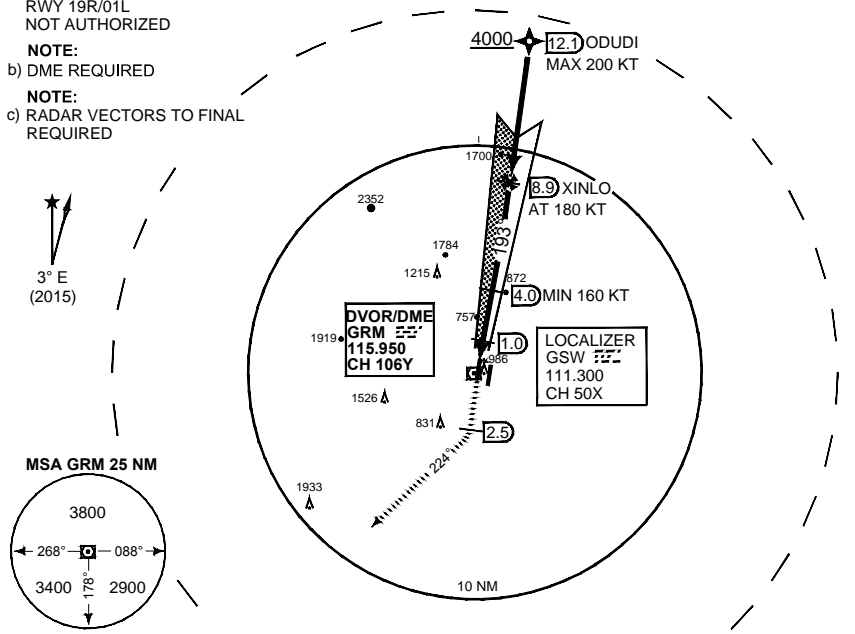 RWY 19R/01L
NOT AUTHORIZED
NOTE:
b) DME REQUIRED
NOTE:
c) RADAR VECTORS TO FINAL
REQUIRED
4000 12.1 ODUDI
MAX 200 KT
1700
8.9 XINLO
AT 180 KT
2352
193°
1784
3° E
(2015)
1215
872
4.0 MIN 160 KT
757
DVOR/DME
GRM
115.950
CH 106Y
1919
1.0
986
LOCALIZER
GSW
111.300
CH 50X
1526
831
2.5
224°
MSA GRM 25 NM
1933
3800
268° 088°
178°
3400 2900
10 NM